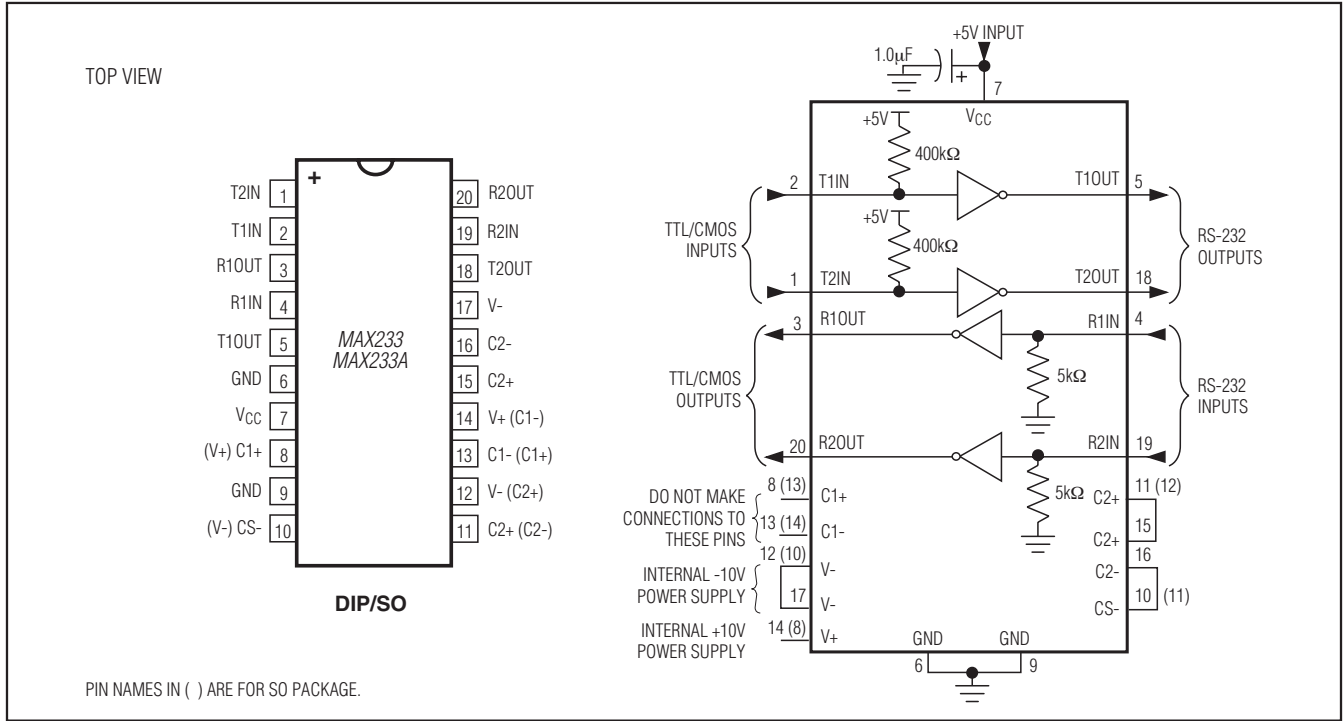 TOP VIEW
+
T2IN 1
T1IN 2
R1OUT 3
R1IN 4
T1OUT 5
GND 6
VCC 7
(V+) C1+ 8
GND 9
(V-) CS- 10
MAX233
MAX233A
20 R2OUT
19 R2IN
18 T2OUT
17 V-
16 C2-
15 C2+
14 V+ (C1-)
13 C1- (C1+)
12 V- (C2+)
11 C2+ (C2-)
DIP/SO
PIN NAMES IN ( ) ARE FOR SO PACKAGE.
+5V INPUT
1.0µF
+
7
VCC
+5V
400kΩ
2 T1IN
T1OUT 5
+5V
400kΩ
TTL/CMOS
INPUTS
RS-232
OUTPUTS
1 T2IN
T2OUT 18
3 R1OUT
R1IN 4
5kΩ
TTL/CMOS
OUTPUTS
RS-232
INPUTS
20 R2OUT
R2IN 19
5kΩ
DO NOT MAKE
CONNECTIONS TO
THESE PINS
8 (13) C1+
13 (14) C1-
C2+ 11 (12)
C2+ 15
INTERNAL -10V
POWER SUPPLY
12 (10) V-
17 V-
C2- 16
CS- 10 (11)
INTERNAL +10V
POWER SUPPLY
14 (8) V+
GND
GND
6
9